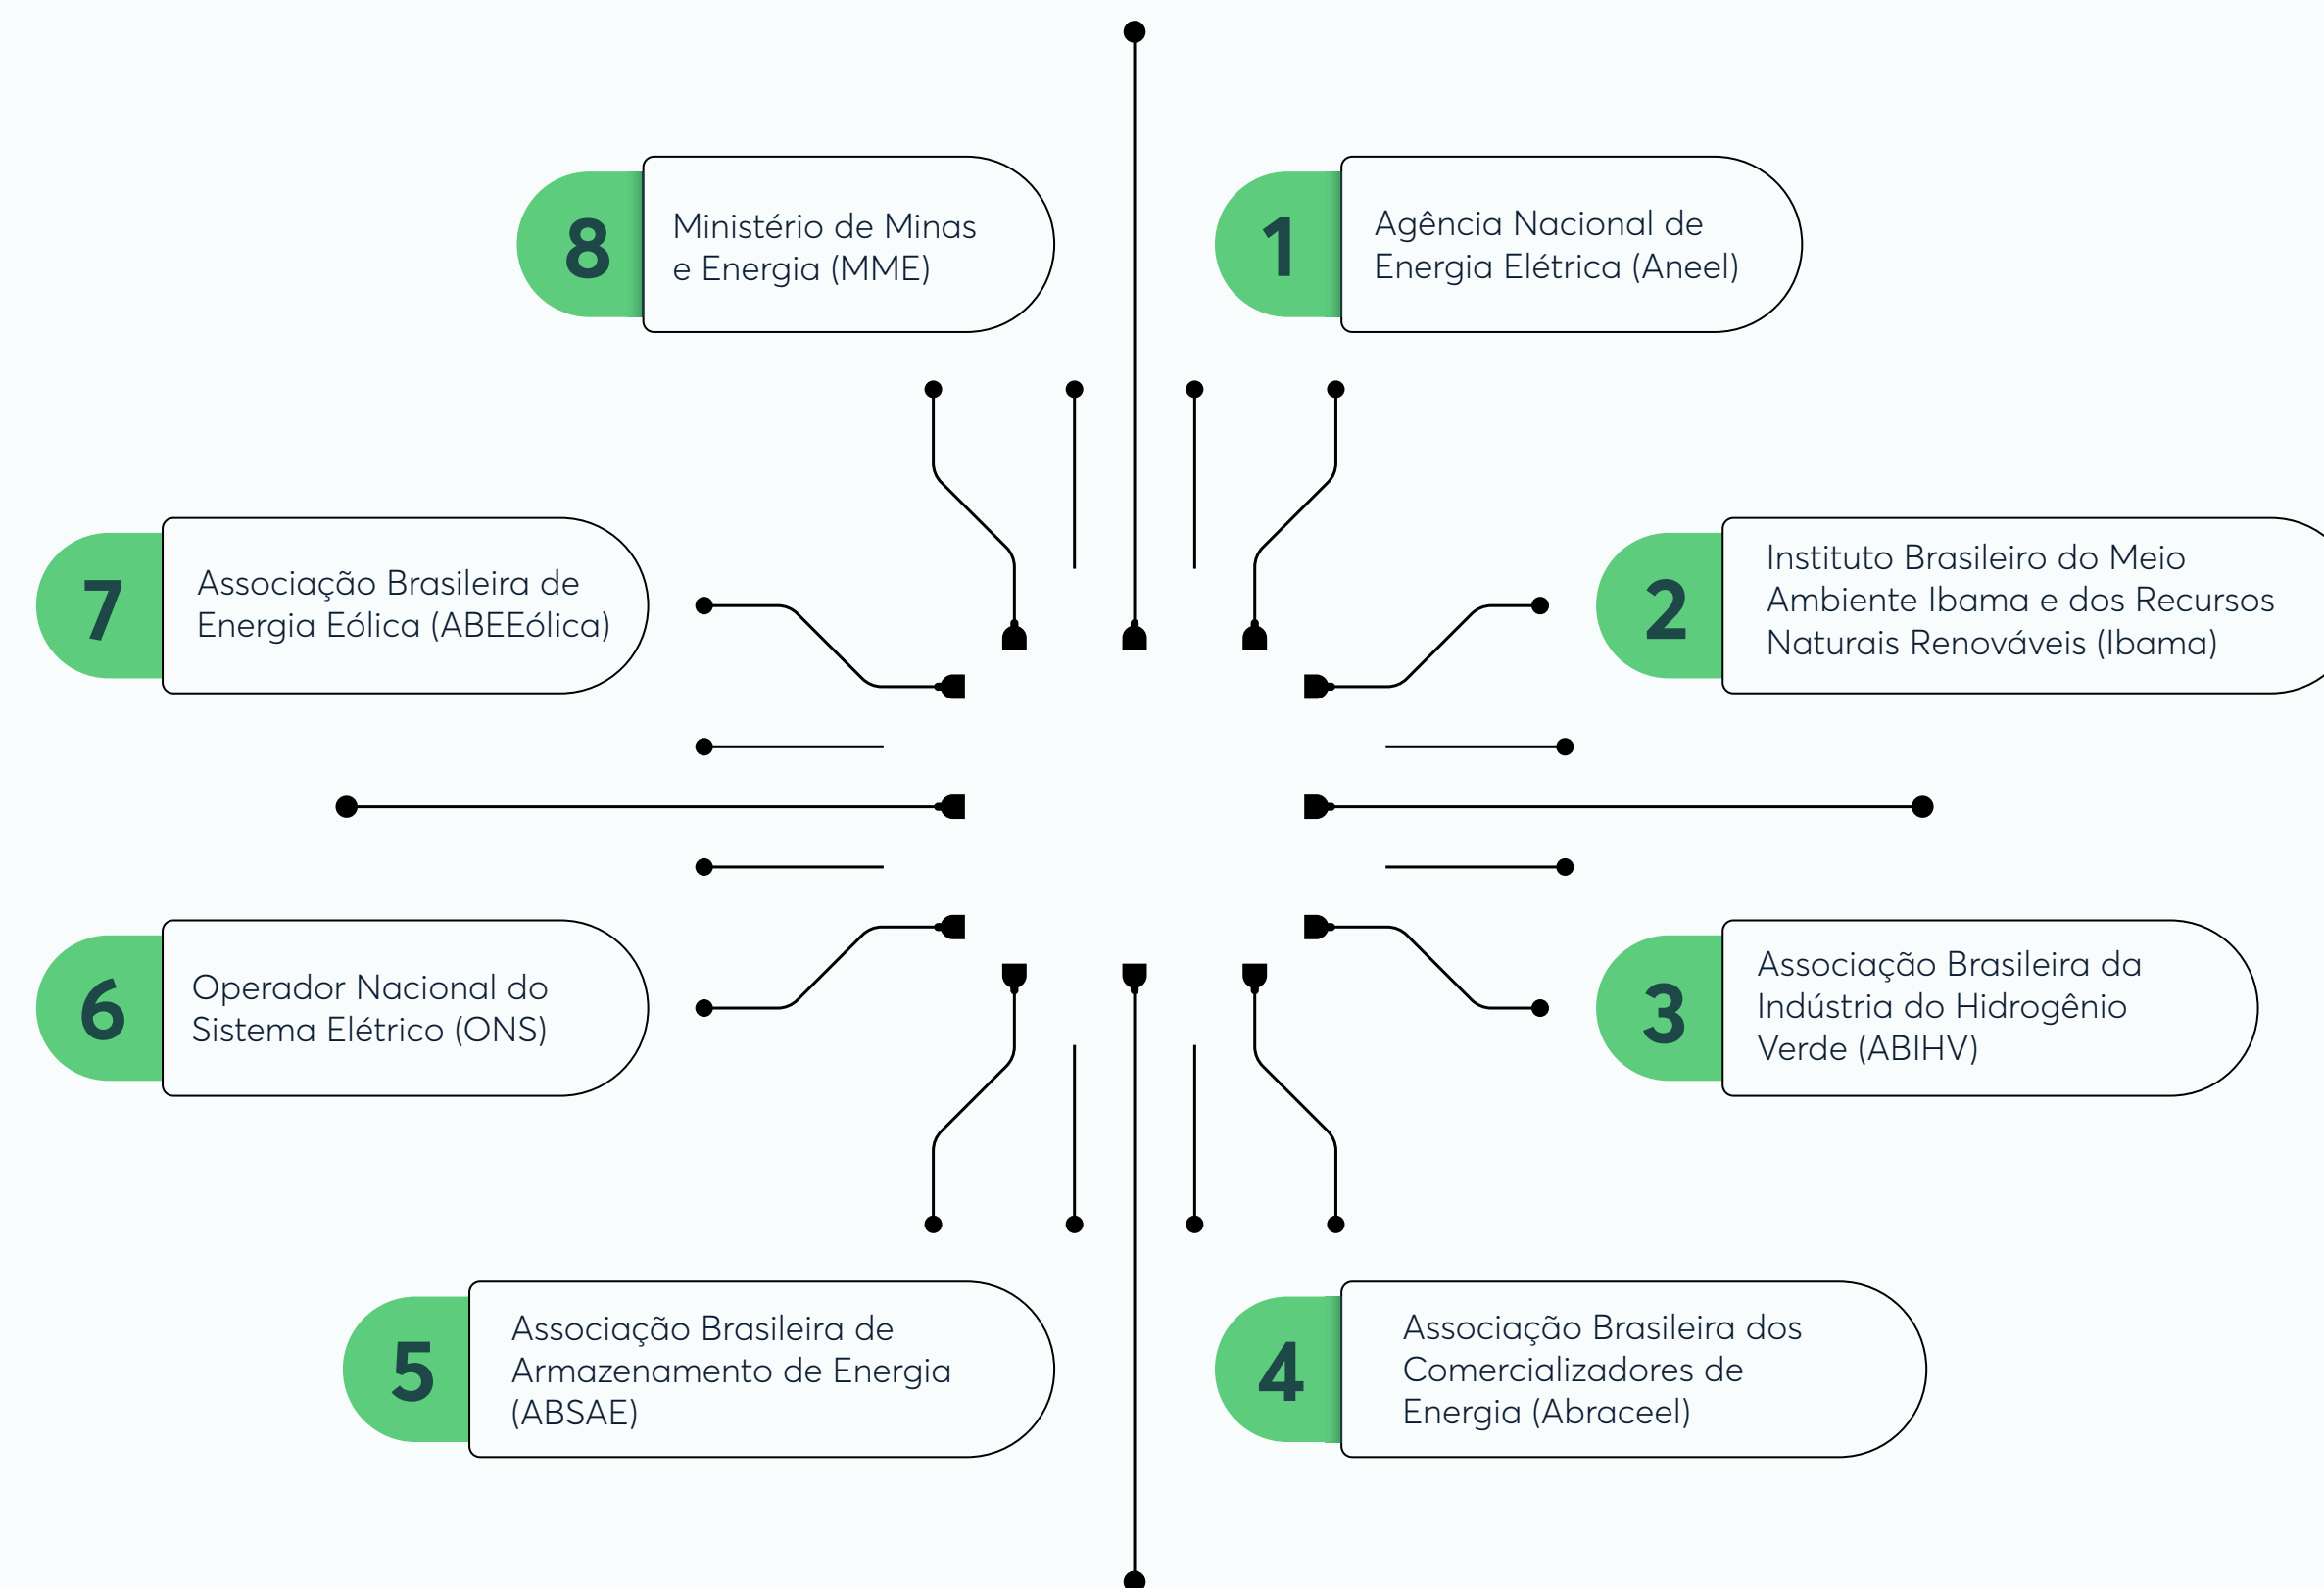 8
Ministério de Minas
e Energia (MME)
1
Agência Nacional de
Energia Elétrica (Aneel)
7
Associação Brasileira de
Energia Eólica (ABEEólica)
2
Instituto Brasileiro do Meio
Ambiente Ibama e dos Recursos
Naturais Renováveis (Ibama)
6
Operador Nacional do
Sistema Elétrico (ONS)
3
Associação Brasileira da
Indústria do Hidrogênio
Verde (ABIHV)
5
Associação Brasileira de
Armazenamento de Energia
(ABSAE)
4
Associação Brasileira dos
Comercializadores de
Energia (Abraceel)